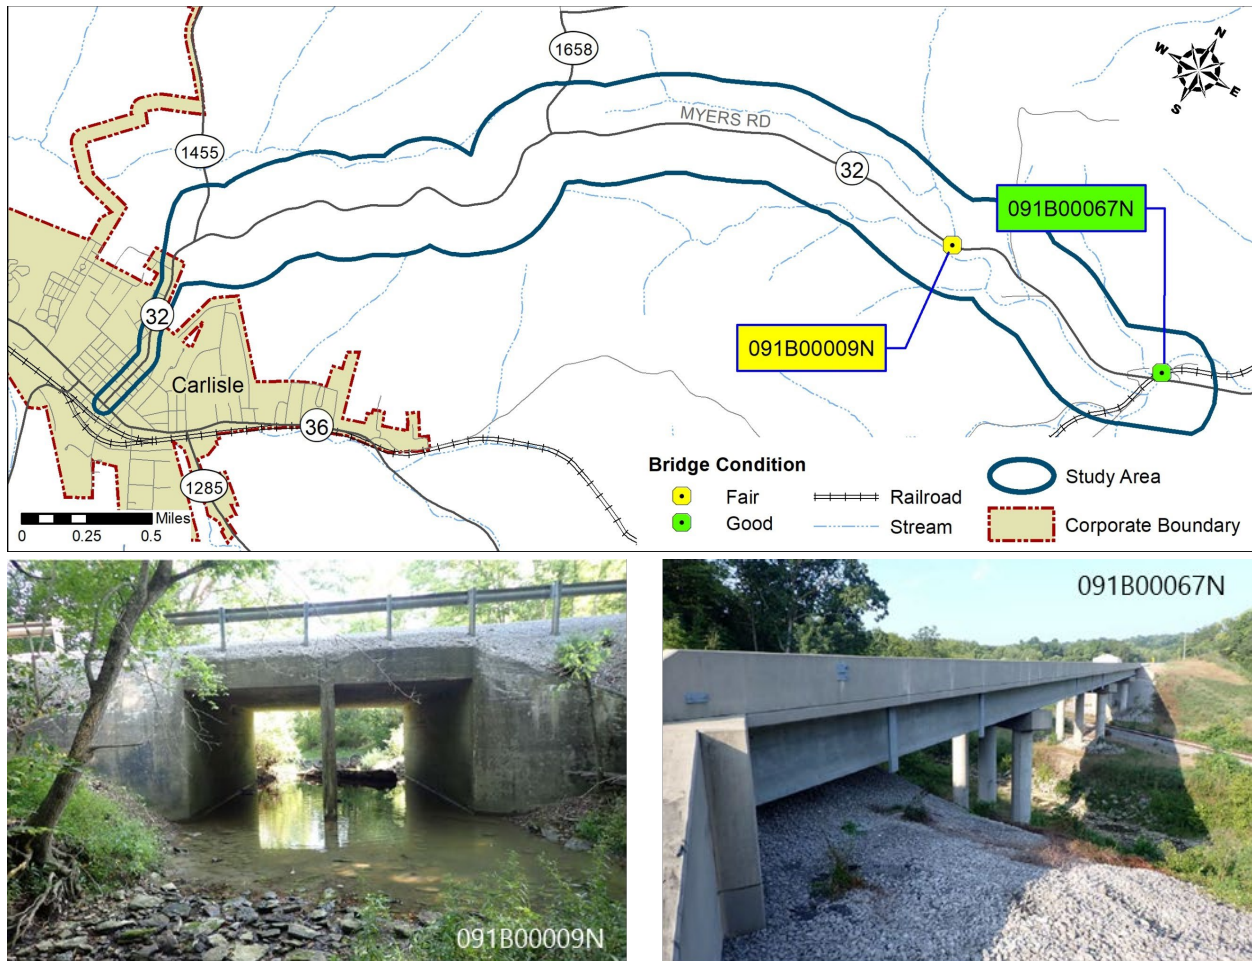 1658
N
W
E
S
MYERS RD
1455
32
091B00067N
32
091B00009N
Carlisle
36
1285
Bridge Condition
Fair
Good
Railroad
Stream
Study Area
Corporate Boundary
Miles
0 0.25 0.5
091B00009N
091B00067N